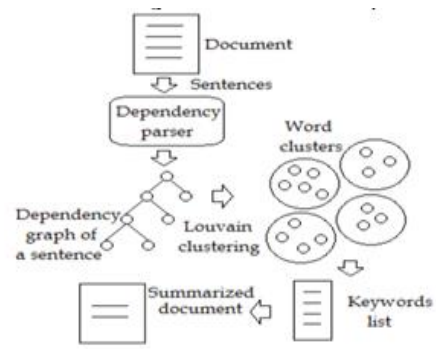 Document
Sentences
Dependency
parser
Word
clusters
Dependency
graph of
a sentence
Louvain
clustering
Summarized
document
Keywords
list